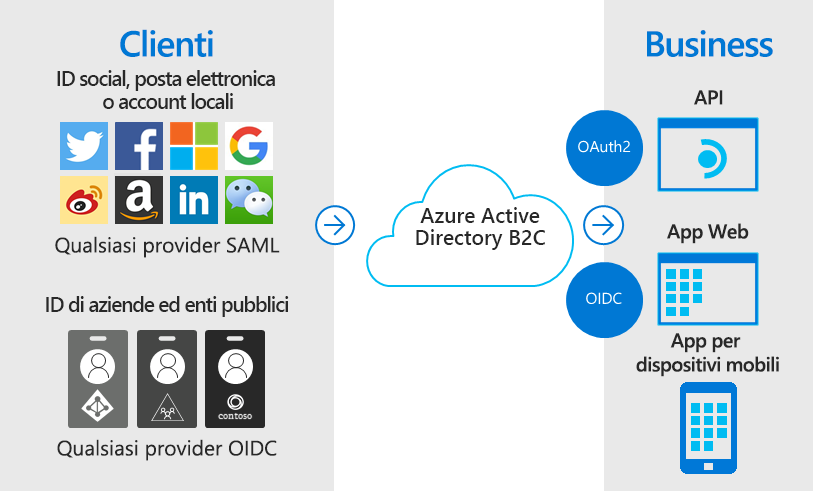 Clienti
ID social, posta elettronica
o account locali
Qualsiasi provider SAML
ID di aziende ed enti pubblici
contoso
Qualsiasi provider OIDC
Azure Active
Directory B2C
Business
API
OAuth2
App Web
OIDC
App per
dispositivi mobili